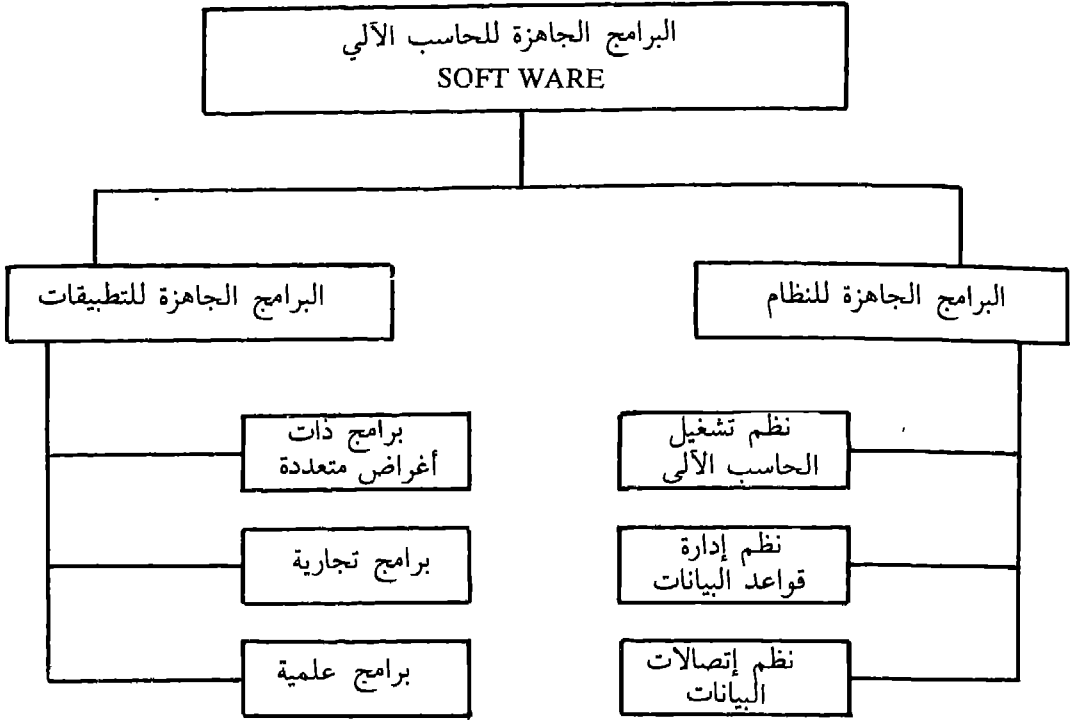 البرامج الجاهزة للحاسب الآلي
SOFT WARE
البرامج الجاهزة للنظام
البرامج الجاهزة للتطبيقات
نظم تشغيل
الحاسب الآلى
نظم إدارة
قواعد البيانات
نظم إتصالات
البيانات
برامج ذات
أغراض متعددة
برامج تجارية
برامج علمية